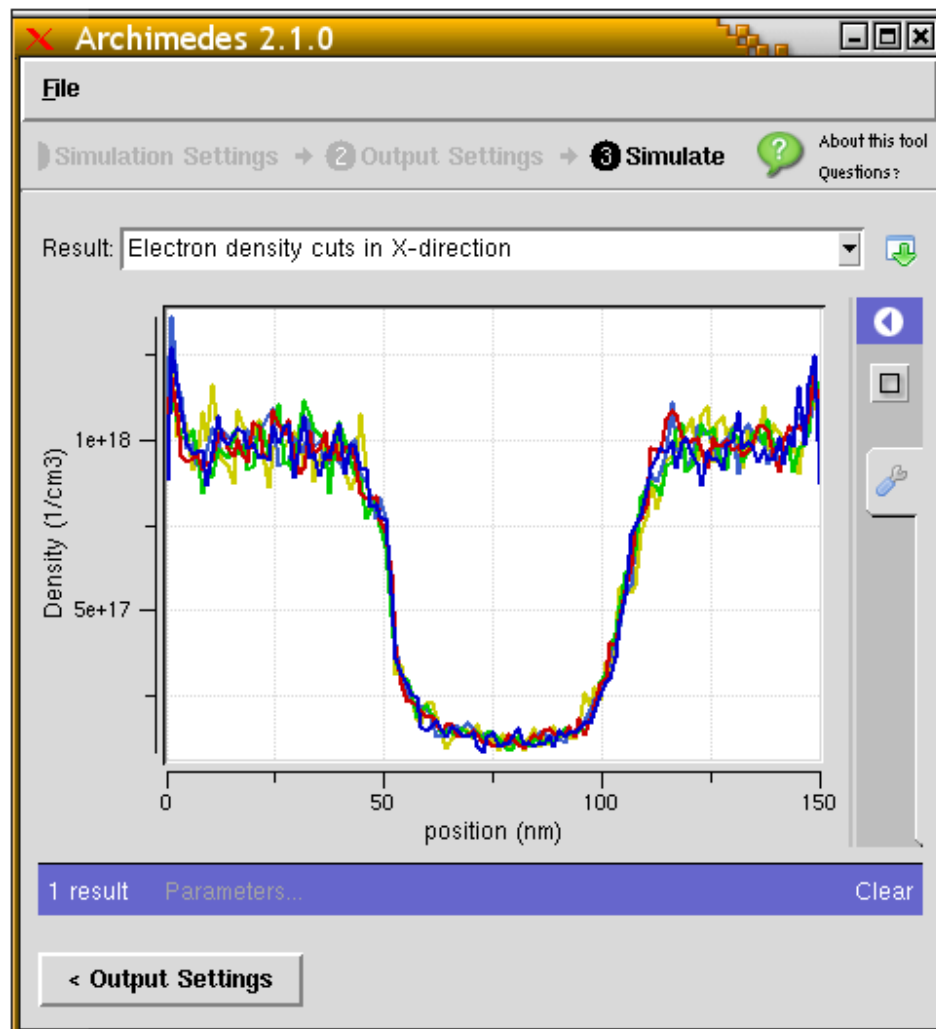 Archimedes 2.1.0
File
Simulation Settings → 2 Output Settings → 3 Simulate
? About this tool
Questions?
Result: Electron density cuts in X-direction
Density (1/cm3)
1e+18
5e+17
0 50 100 150
position (nm)
1 result Parameters... Clear
< Output Settings